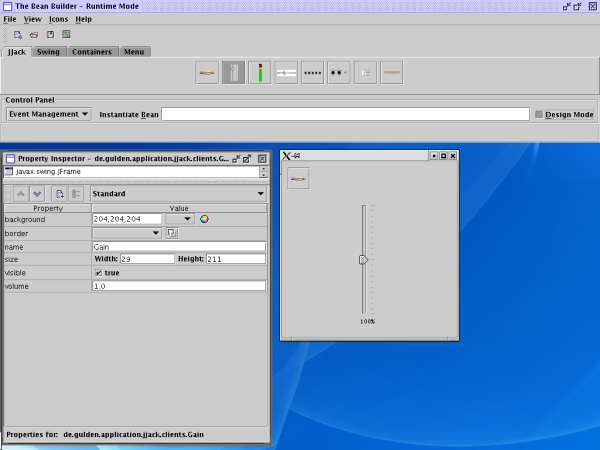 The Bean Builder - Runtime Mode
File View Icons Help
JJack Swing Containers Menu
Control Panel
Event Management Instantiate Bean Design Mode
Property Inspector - de.gulden.application.jjack.clients.G...
javax.swing.JFrame
Standard
Property Value
background 204,204,204
border
name Gain
size Width: 29 Height: 211
visible true
volume 1.0
Properties for: de.gulden.application.jjack.clients.Gain
100%